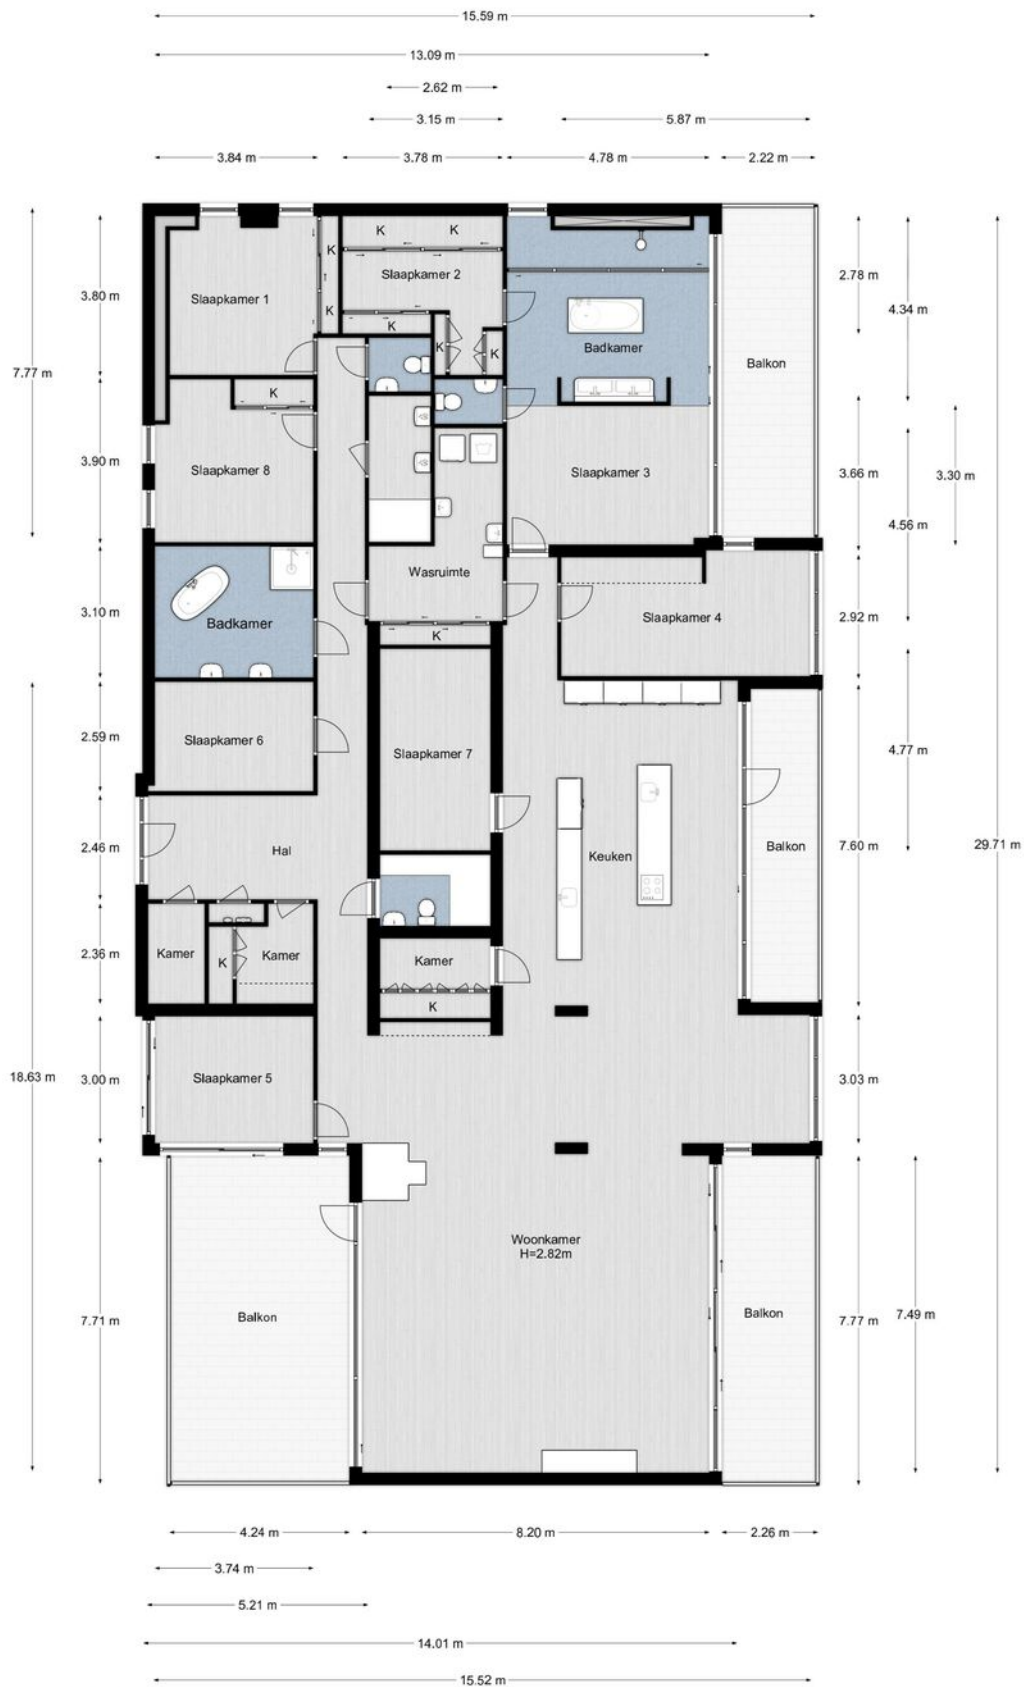 15.59 m
13.09 m
2.62 m
3.15 m
5.87 m
3.84 m
3.78 m
4.78 m
2.22 m
K
K
K
Slaapkamer 2
2.78 m
3.80 m
Slaapkamer 1
4.34 m
K
K
Badkamer
K
K
Balkon
7.77 m
K
3.90 m
Slaapkamer 8
Slaapkamer 3
3.66 m
3.30 m
4.56 m
Wasruimte
3.10 m
Badkamer
Slaapkamer 4
2.92 m
K
2.59 m
Slaapkamer 6
Slaapkamer 7
4.77 m
2.46 m
Hal
Keuken
Balkon
7.60 m
29.71 m
2.36 m
Kamer
K
Kamer
Kamer
K
18.63 m
3.00 m
Slaapkamer 5
3.03 m
Woonkamer
H=2.82m
7.71 m
Balkon
Balkon
7.77 m
7.49 m
4.24 m
8.20 m
2.26 m
3.74 m
5.21 m
14.01 m
15.52 m